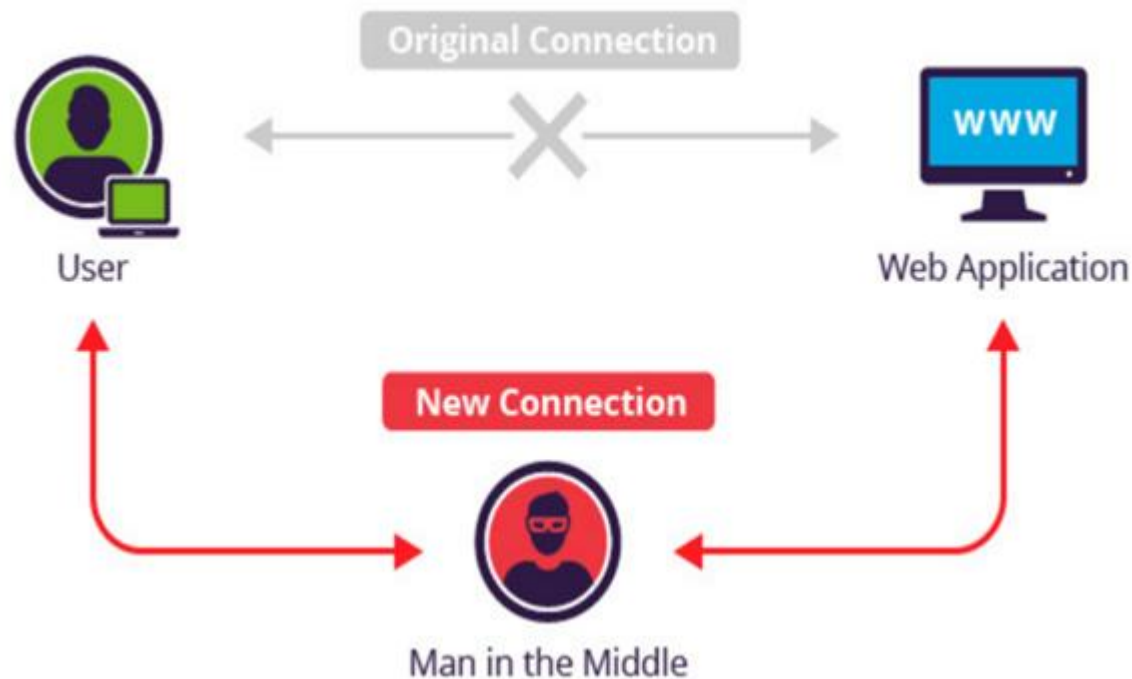 Original Connection
WWW
User
Web Application
New Connection
Man in the Middle